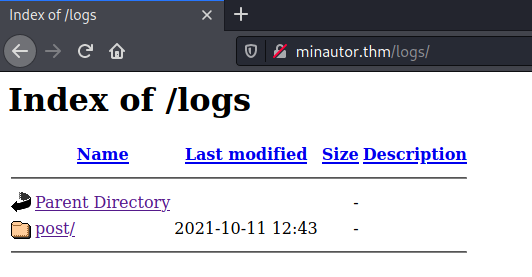 Index of /logs
minautor.thm/logs/
Index of /logs
Name Last modified Size Description
Parent Directory -
post/ 2021-10-11 12:43 -